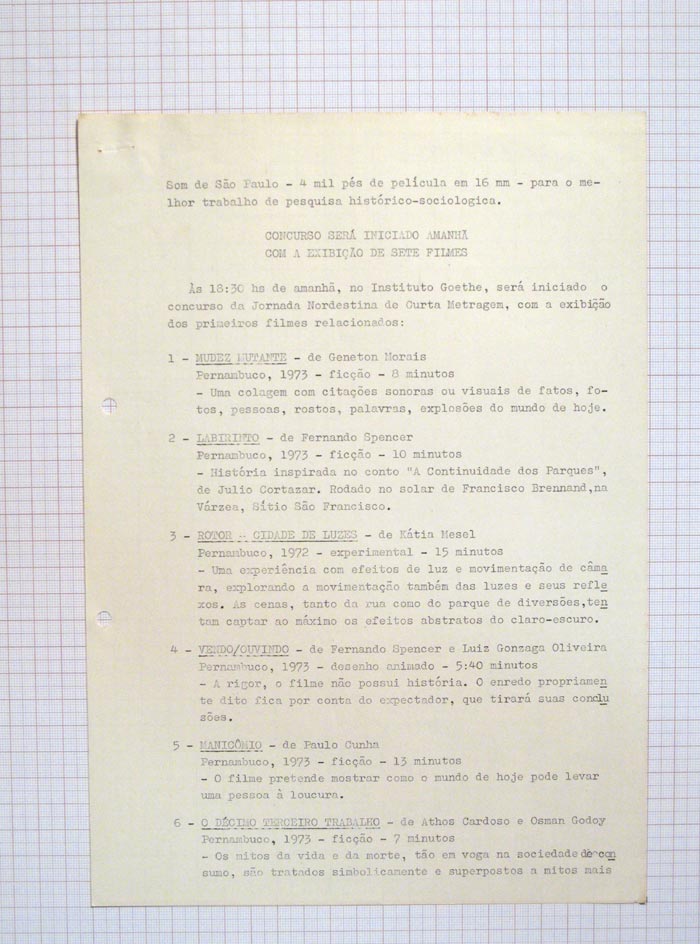 Som de São Paulo - 4 mil pés de película em 16 mm - para o me-
lhor trabalho de pesquisa histórico-sociologica.
CONCURSO SERÁ INICIADO AMANHÃ
COM A EXIBIÇÃO DE SETE FILMES
Às 18:30 hs de amanhã, no Instituto Goethe, será iniciado o
concurso da Jornada Nordestina de Curta Metragem, com a exibição
dos primeiros filmes relacionados:
1 - MUDEZ MUTANTE - de Geneton Morais
Pernambuco, 1973 - ficção - 8 minutos
- Uma colagem com citações sonoras ou visuais de fatos, fo-
tos, pessoas, rostos, palavras, explosões do mundo de hoje.
2 - LABIRINTO - de Fernando Spencer
Pernambuco, 1973 - ficção - 10 minutos
- História inspirada no conto "A Continuidade dos Parques",
de Julio Cortazar. Rodado no solar de Francisco Brennand,na
Várzea, Sítio São Francisco.
3 - ROTOR - CIDADE DE LUZES - de Kátia Mesel
Pernambuco, 1972 - experimental - 15 minutos
- Uma experiência com efeitos de luz e movimentação de câma
ra, explorando a movimentação também das luzes e seus refle
xos. As cenas, tanto da rua como do parque de diversões,ten
tam captar ao máximo os efeitos abstratos do claro-escuro.
4 - VENDO/OUVINDO - de Fernando Spencer e Luiz Gonzaga Oliveira
Pernambuco, 1973 - desenho animado - 5:40 minutos
- A rigor, o filme não possui história. O enredo propriamen
te dito fica por conta do expectador, que tirará suas conclu
sões.
5 - MANICÔMIO - de Paulo Cunha
Pernambuco, 1973 - ficção - 13 minutos
- O filme pretende mostrar como o mundo de hoje pode levar
uma pessoa à loucura.
6 - O DÉCIMO TERCEIRO TRABALHO - de Athos Cardoso e Osman Godoy
Pernambuco, 1973 - ficção - 7 minutos
- Os mitos da vida e da morte, tão em voga na sociedade de con
sumo, são tratados simbolicamente e superpostos a mitos mais